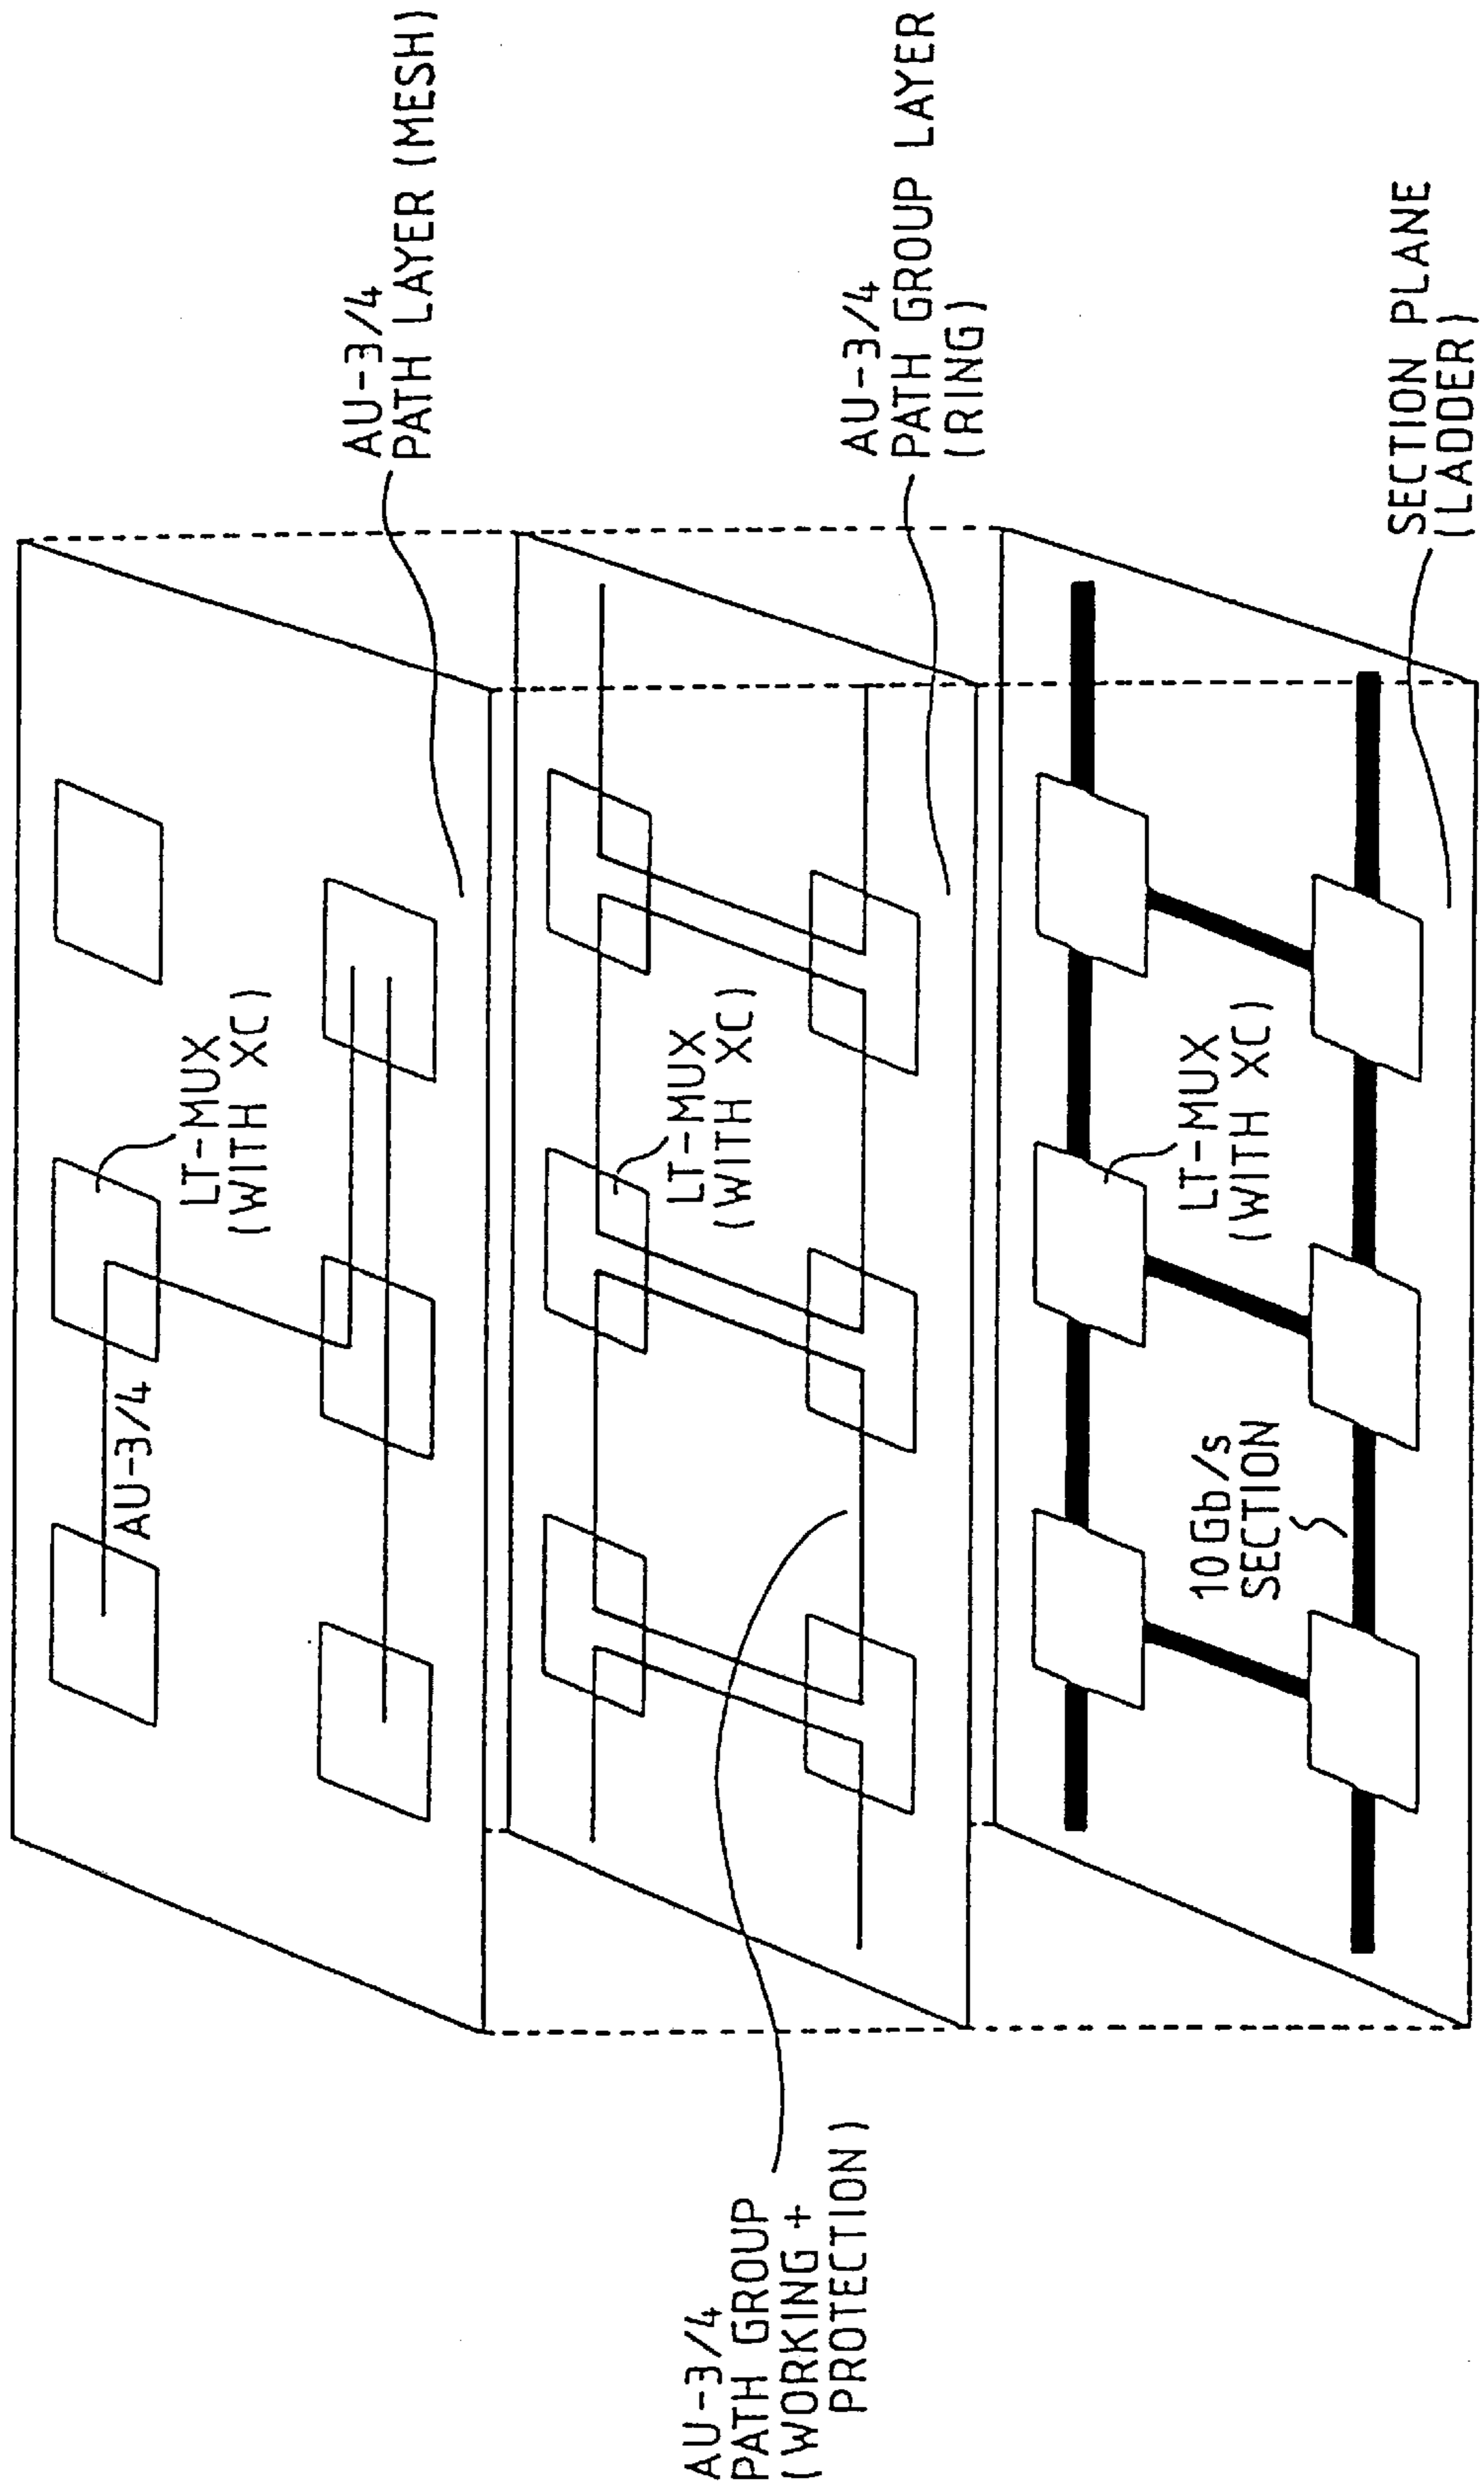 AU-3/4
PATH LAYER (MESH)
LT-MUX
(WITH XC)
AU-3/4
AU-3/4
PATH GROUP LAYER
(RING)
LT-MUX
(WITH XC)
AU-3/4
PATH GROUP
(WORKING +
PROTECTION)
SECTION PLANE
(LADDER)
LT-MUX
(WITH XC)
10Gb/s
SECTION